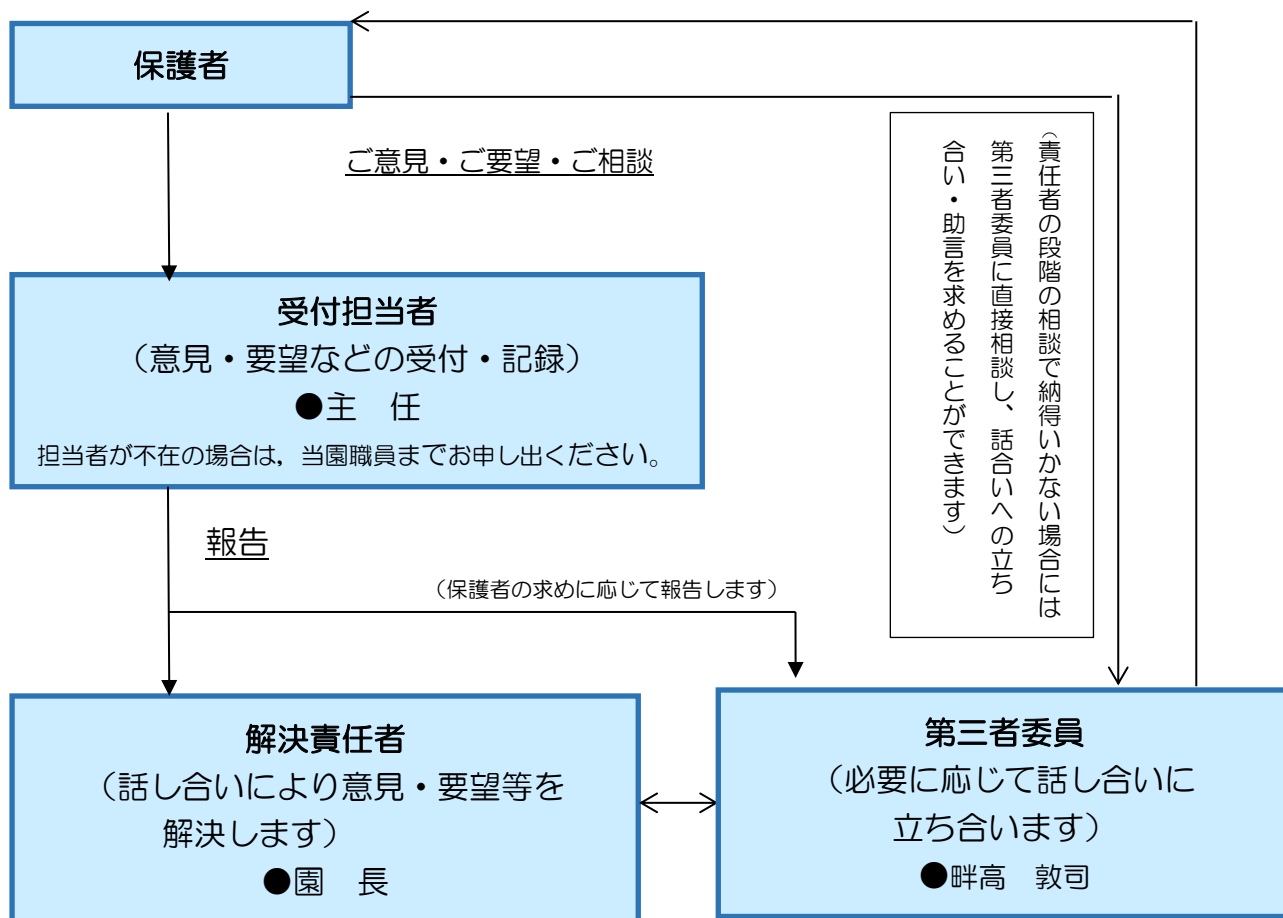 保護者
ご意見・ご要望・ご相談
（責任者の段階の相談で納得いかない場合には
第三者委員に直接相談し、話合いへの立ち
合い・助言を求めることができます）
受付担当者
（意見・要望などの受付・記録）
●主　任
担当者が不在の場合は，当園職員までお申し出ください。
報告
（保護者の求めに応じて報告します）
解決責任者
（話し合いにより意見・要望等を
解決します）
●園　長
第三者委員
（必要に応じて話し合いに
立ち合います）
●畔高　敦司